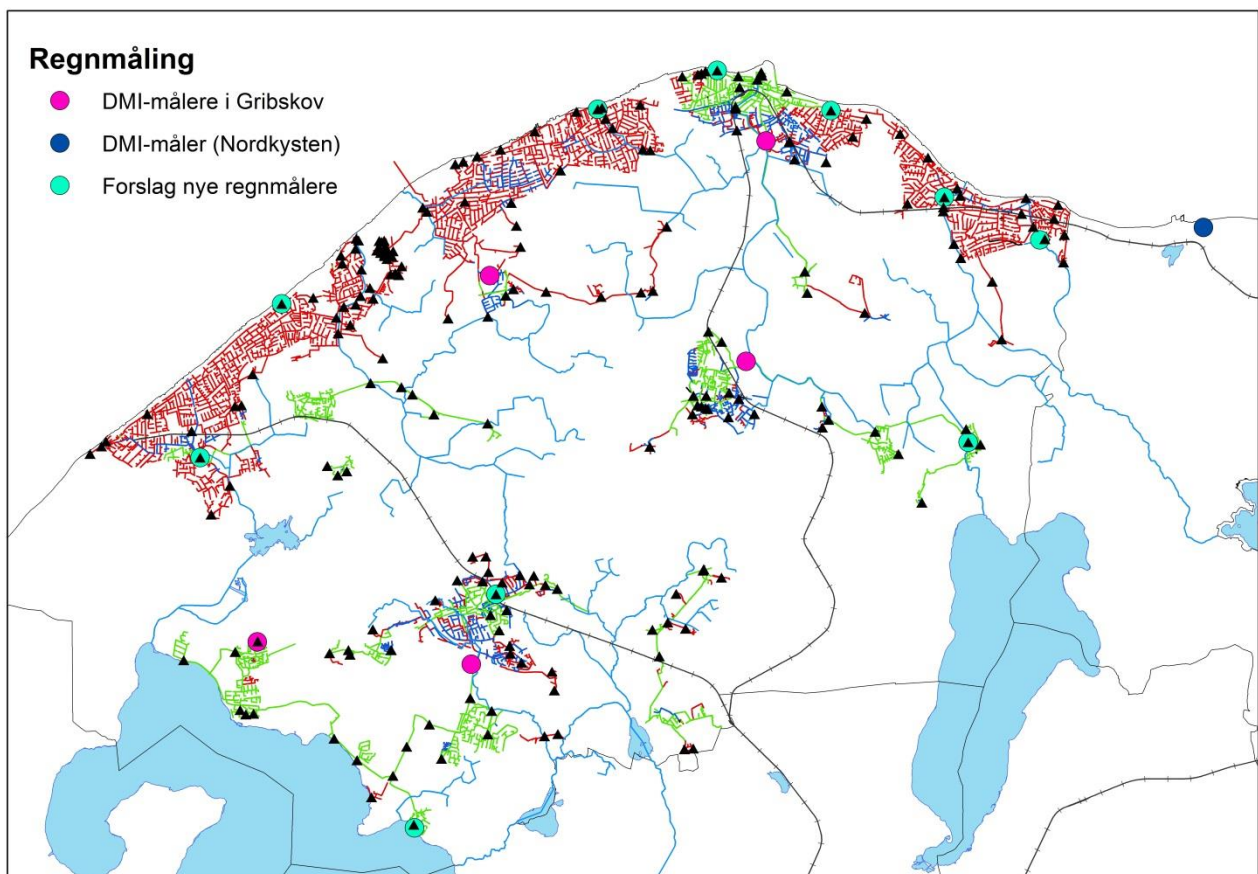 Regnmåling
DMI-målere i Gribskov
DMI-måler (Nordkysten)
Forslag nye regnmålere